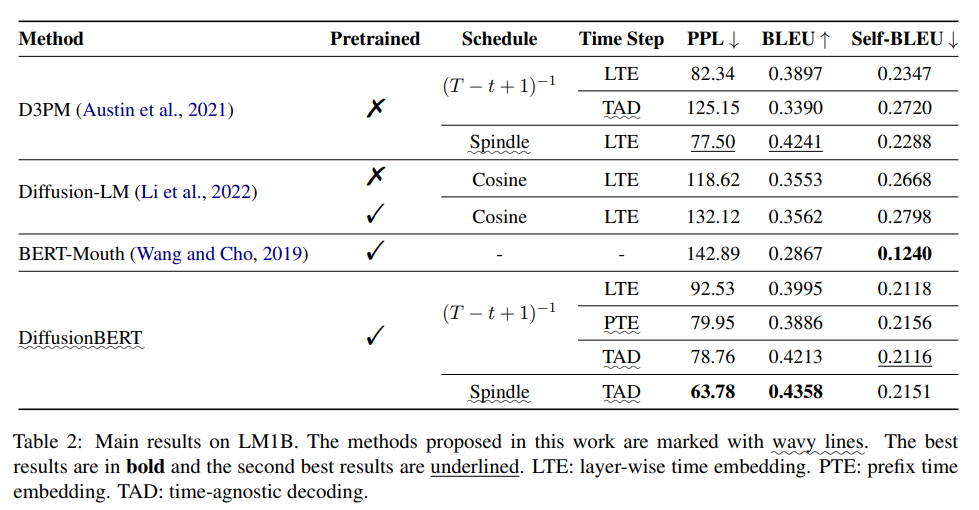 Method Pretrained Schedule Time Step PPL ↓ BLEU ↑ Self-BLEU ↓
D3PM (Austin et al., 2021) ✗ (T − t + 1)⁻¹ LTE 82.34 0.3897 0.2347
TAD 125.15 0.3390 0.2720
Spindle LTE 77.50 0.4241 0.2288
Diffusion-LM (Li et al., 2022) ✗ Cosine LTE 118.62 0.3553 0.2668
✓ Cosine LTE 132.12 0.3562 0.2798
BERT-Mouth (Wang and Cho, 2019) ✓ - - 142.89 0.2867 0.1240
DiffusionBERT ✓ (T − t + 1)⁻¹ LTE 92.53 0.3995 0.2118
PTE 79.95 0.3886 0.2156
TAD 78.76 0.4213 0.2116
Spindle TAD 63.78 0.4358 0.2151
Table 2: Main results on LM1B. The methods proposed in this work are marked with wavy lines. The best
results are in bold and the second best results are underlined. LTE: layer-wise time embedding. PTE: prefix time
embedding. TAD: time-agnostic decoding.